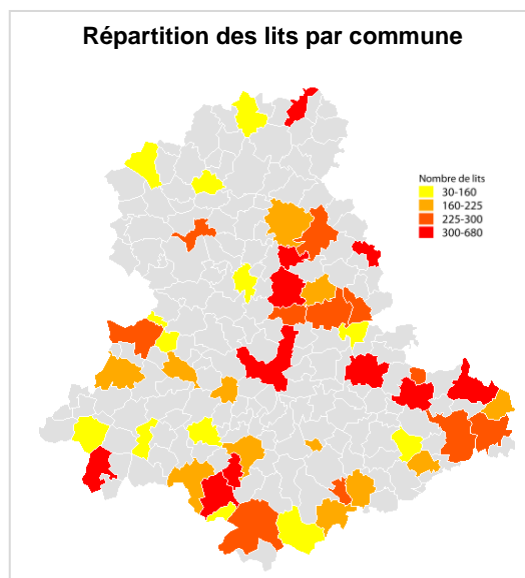 Répartition des lits par commune
Nombre de lits
30-160
160-225
225-300
300-680